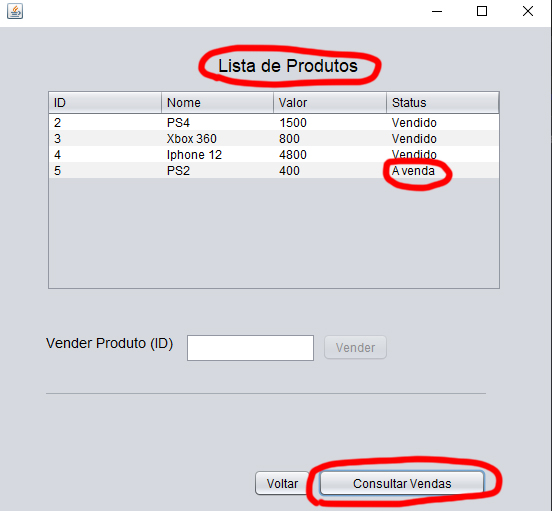 Lista de Produtos
ID Nome Valor Status
2 PS4 1500 Vendido
3 Xbox 360 800 Vendido
4 Iphone 12 4800 Vendido
5 PS2 400 A venda
Vender Produto (ID) Vender
Voltar Consultar Vendas